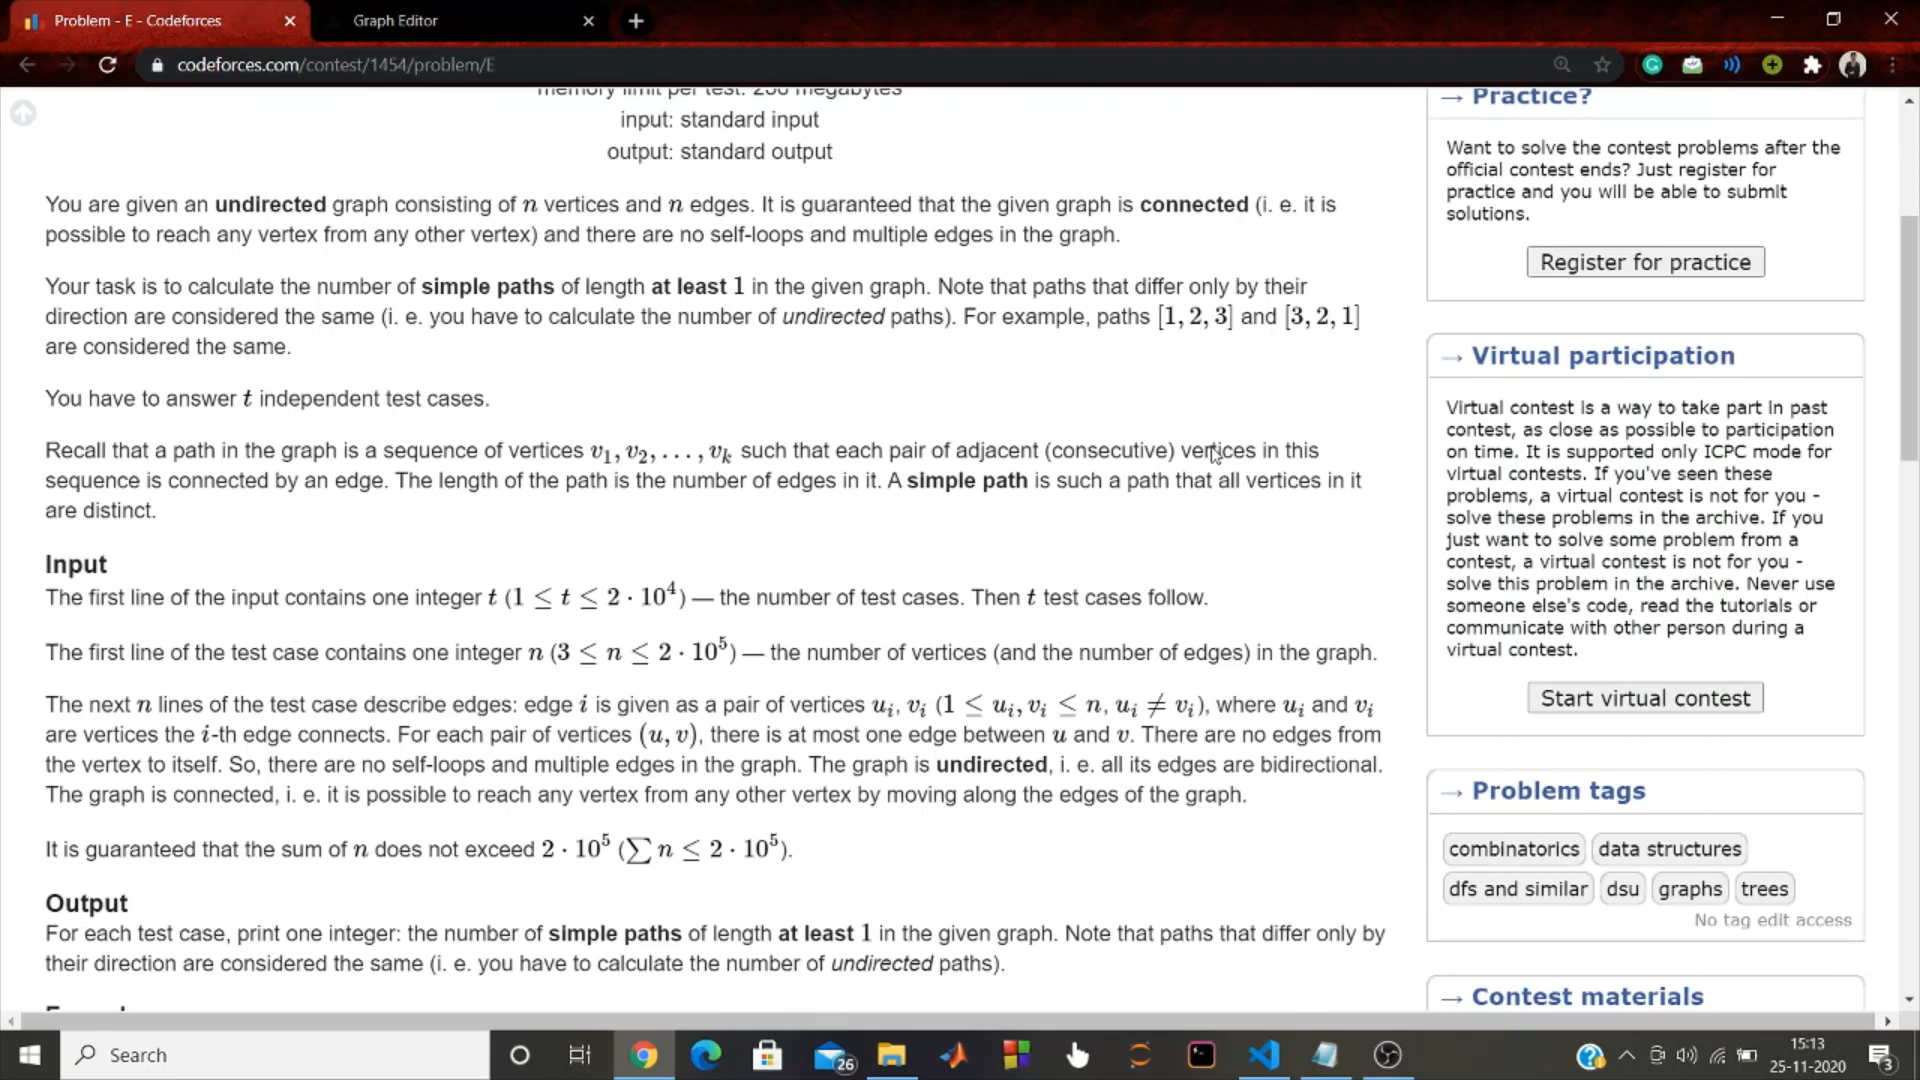 Problem - E - Codeforces
Graph Editor
codeforces.com/contest/1454/problem/E
memory limit per test: 256 megabytes
input: standard input
output: standard output
You are given an undirected graph consisting of n vertices and n edges. It is guaranteed that the given graph is connected (i. e. it is
possible to reach any vertex from any other vertex) and there are no self-loops and multiple edges in the graph.
Your task is to calculate the number of simple paths of length at least 1 in the given graph. Note that paths that differ only by their
direction are considered the same (i. e. you have to calculate the number of undirected paths). For example, paths [1, 2, 3] and [3, 2, 1]
are considered the same.
You have to answer t independent test cases.
Recall that a path in the graph is a sequence of vertices v₁, v₂, . . . , vₖ such that each pair of adjacent (consecutive) vertices in this
sequence is connected by an edge. The length of the path is the number of edges in it. A simple path is such a path that all vertices in it
are distinct.
Input
The first line of the input contains one integer t (1 ≤ t ≤ 2 · 10⁴) — the number of test cases. Then t test cases follow.
The first line of the test case contains one integer n (3 ≤ n ≤ 2 · 10⁵) — the number of vertices (and the number of edges) in the graph.
The next n lines of the test case describe edges: edge i is given as a pair of vertices uᵢ, vᵢ (1 ≤ uᵢ, vᵢ ≤ n, uᵢ ≠ vᵢ), where uᵢ and vᵢ
are vertices the i-th edge connects. For each pair of vertices (u, v), there is at most one edge between u and v. There are no edges from
the vertex to itself. So, there are no self-loops and multiple edges in the graph. The graph is undirected, i. e. all its edges are bidirectional.
The graph is connected, i. e. it is possible to reach any vertex from any other vertex by moving along the edges of the graph.
It is guaranteed that the sum of n does not exceed 2 · 10⁵ (∑ n ≤ 2 · 10⁵).
Output
For each test case, print one integer: the number of simple paths of length at least 1 in the given graph. Note that paths that differ only by
their direction are considered the same (i. e. you have to calculate the number of undirected paths).
→ Practice?
Want to solve the contest problems after the
official contest ends? Just register for
practice and you will be able to submit
solutions.
Register for practice
→ Virtual participation
Virtual contest is a way to take part in past
contest, as close as possible to participation
on time. It is supported only ICPC mode for
virtual contests. If you've seen these
problems, a virtual contest is not for you -
solve these problems in the archive. If you
just want to solve some problem from a
contest, a virtual contest is not for you -
solve this problem in the archive. Never use
someone else's code, read the tutorials or
communicate with other person during a
virtual contest.
Start virtual contest
→ Problem tags
combinatorics data structures
dfs and similar dsu graphs trees
No tag edit access
→ Contest materials
Search
26
15:13
25-11-2020
3